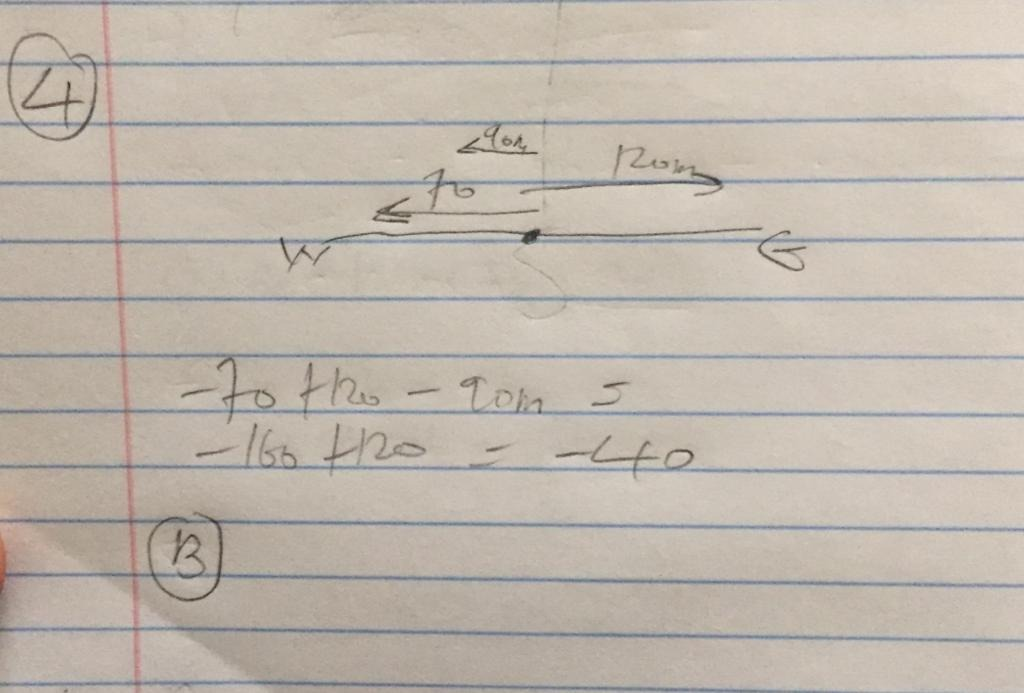 4
90m
70 120m
W E
-70 +120 - 90m =
-160 +120 = -40
B